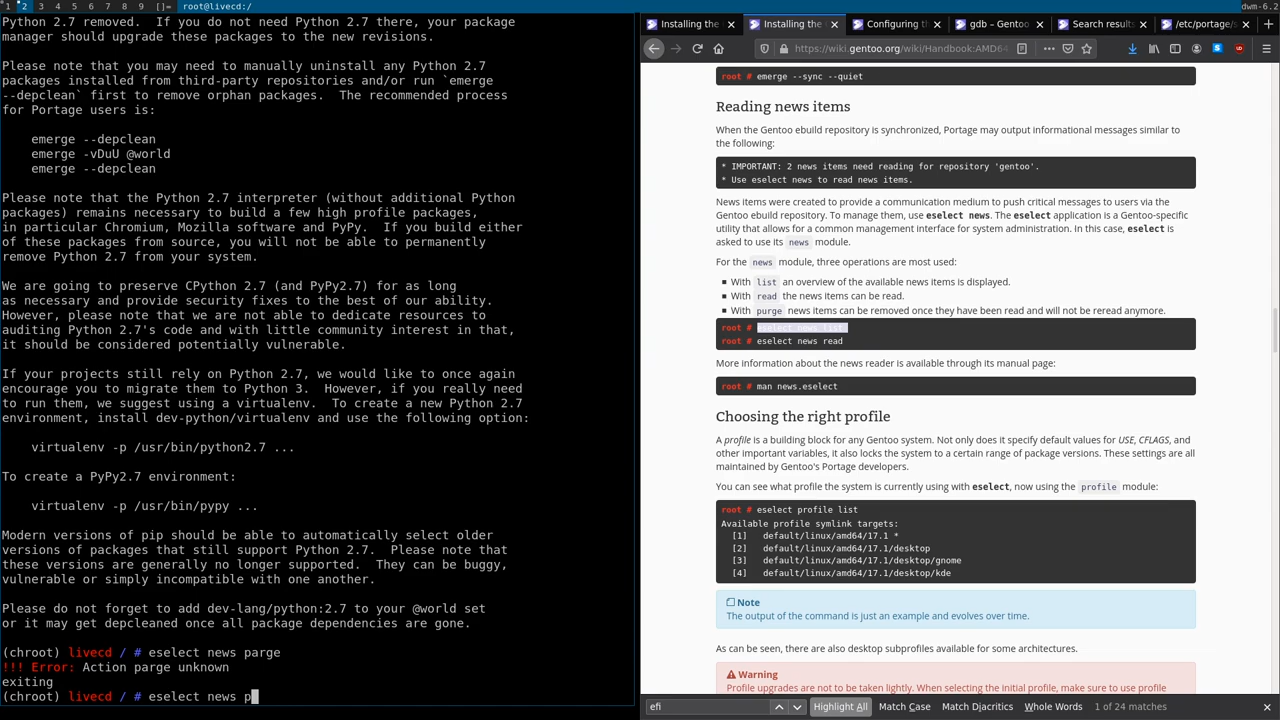 1 2 3 4 5 6 7 8 9 []= root@livecd:/
dwm-6.2
Python 2.7 removed.  If you do not need Python 2.7 there, your package
manager should upgrade these packages to the new revisions.
Please note that you may need to manually uninstall any Python 2.7
packages installed from third-party repositories and/or run `emerge
--depclean` first to remove orphan packages.  The recommended process
for Portage users is:
emerge --depclean
emerge -vDuU @world
emerge --depclean
Please note that the Python 2.7 interpreter (without additional Python
packages) remains necessary to build a few high profile packages,
in particular Chromium, Mozilla software and PyPy.  If you build either
of these packages from source, you will not be able to permanently
remove Python 2.7 from your system.
We are going to preserve CPython 2.7 (and PyPy2.7) for as long
as necessary and provide security fixes to the best of our ability.
However, please note that we are not able to dedicate resources to
auditing Python 2.7's code and with little community interest in that,
it should be considered potentially vulnerable.
If your projects still rely on Python 2.7, we would like to once again
encourage you to migrate them to Python 3.  However, if you really need
to run them, we suggest using a virtualenv.  To create a new Python 2.7
environment, install dev-python/virtualenv and use the following option:
virtualenv -p /usr/bin/python2.7 ...
To create a PyPy2.7 environment:
virtualenv -p /usr/bin/pypy ...
Modern versions of pip should be able to automatically select older
versions of packages that still support Python 2.7.  Please note that
these versions are generally no longer supported.  They can be buggy,
vulnerable or simply incompatible with one another.
Please do not forget to add dev-lang/python:2.7 to your @world set
or it may get depcleaned once all package dependencies are gone.
(chroot) livecd / # eselect news parge
!!! Error: Action parge unknown
exiting
(chroot) livecd / # eselect news p
Installing the
Installing the
Configuring th
gdb – Gentoo
Search results
/etc/portage/
https://wiki.gentoo.org/wiki/Handbook:AMD64
root # emerge --sync --quiet
Reading news items
When the Gentoo ebuild repository is synchronized, Portage may output informational messages similar to
the following:
* IMPORTANT: 2 news items need reading for repository 'gentoo'.
* Use eselect news to read news items.
News items were created to provide a communication medium to push critical messages to users via the
Gentoo ebuild repository. To manage them, use eselect news. The eselect application is a Gentoo-specific
utility that allows for a common management interface for system administration. In this case, eselect is
asked to use its news module.
For the news module, three operations are most used:
With list an overview of the available news items is displayed.
With read the news items can be read.
With purge news items can be removed once they have been read and will not be reread anymore.
root # eselect news list
root # eselect news read
More information about the news reader is available through its manual page:
root # man news.eselect
Choosing the right profile
A profile is a building block for any Gentoo system. Not only does it specify default values for USE, CFLAGS, and
other important variables, it also locks the system to a certain range of package versions. These settings are all
maintained by Gentoo's Portage developers.
You can see what profile the system is currently using with eselect, now using the profile module:
root # eselect profile list
Available profile symlink targets:
[1]   default/linux/amd64/17.1 *
[2]   default/linux/amd64/17.1/desktop
[3]   default/linux/amd64/17.1/desktop/gnome
[4]   default/linux/amd64/17.1/desktop/kde
Note
The output of the command is just an example and evolves over time.
As can be seen, there are also desktop subprofiles available for some architectures.
Warning
Profile upgrades are not to be taken lightly. When selecting the initial profile, make sure to use profile
efi
Highlight All Match Case Match Diacritics Whole Words 1 of 24 matches